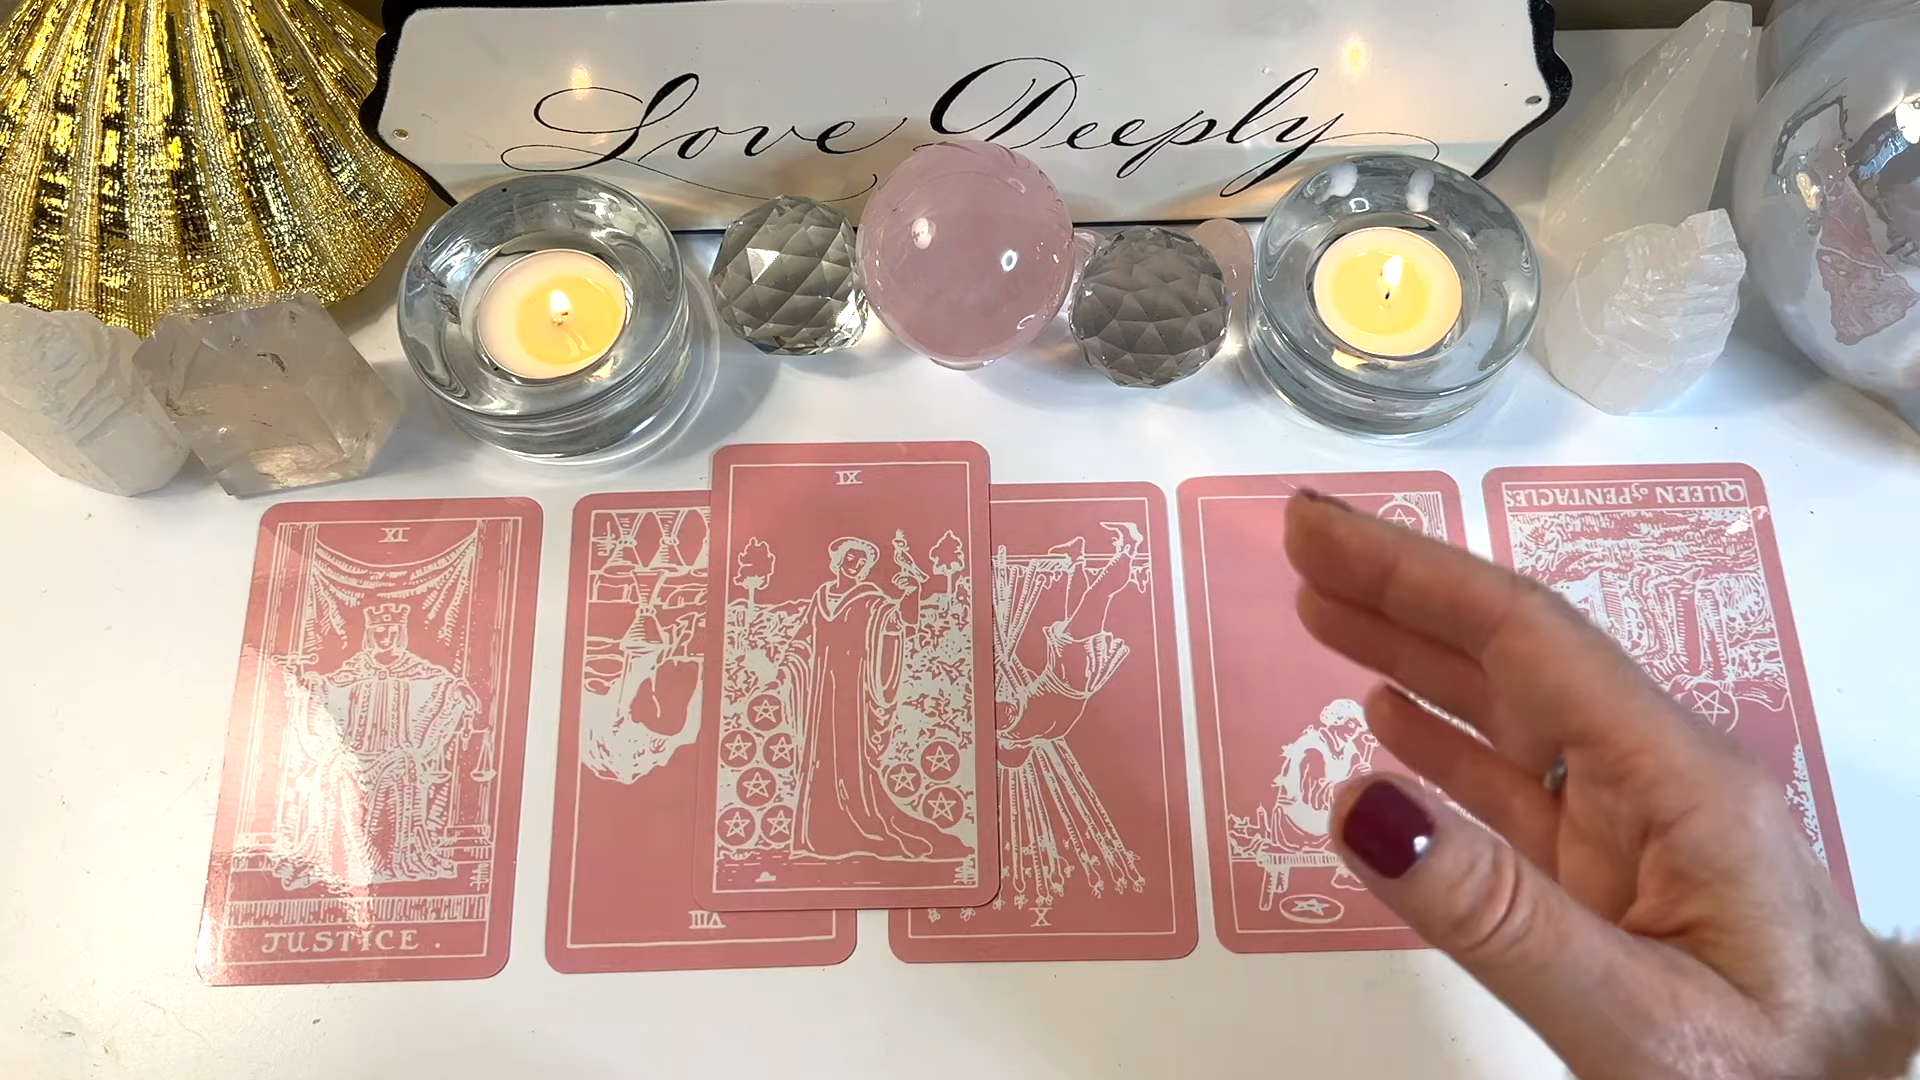 Love Deeply
XI
JUSTICE.
VIII
IX
X
QUEEN of PENTACLES